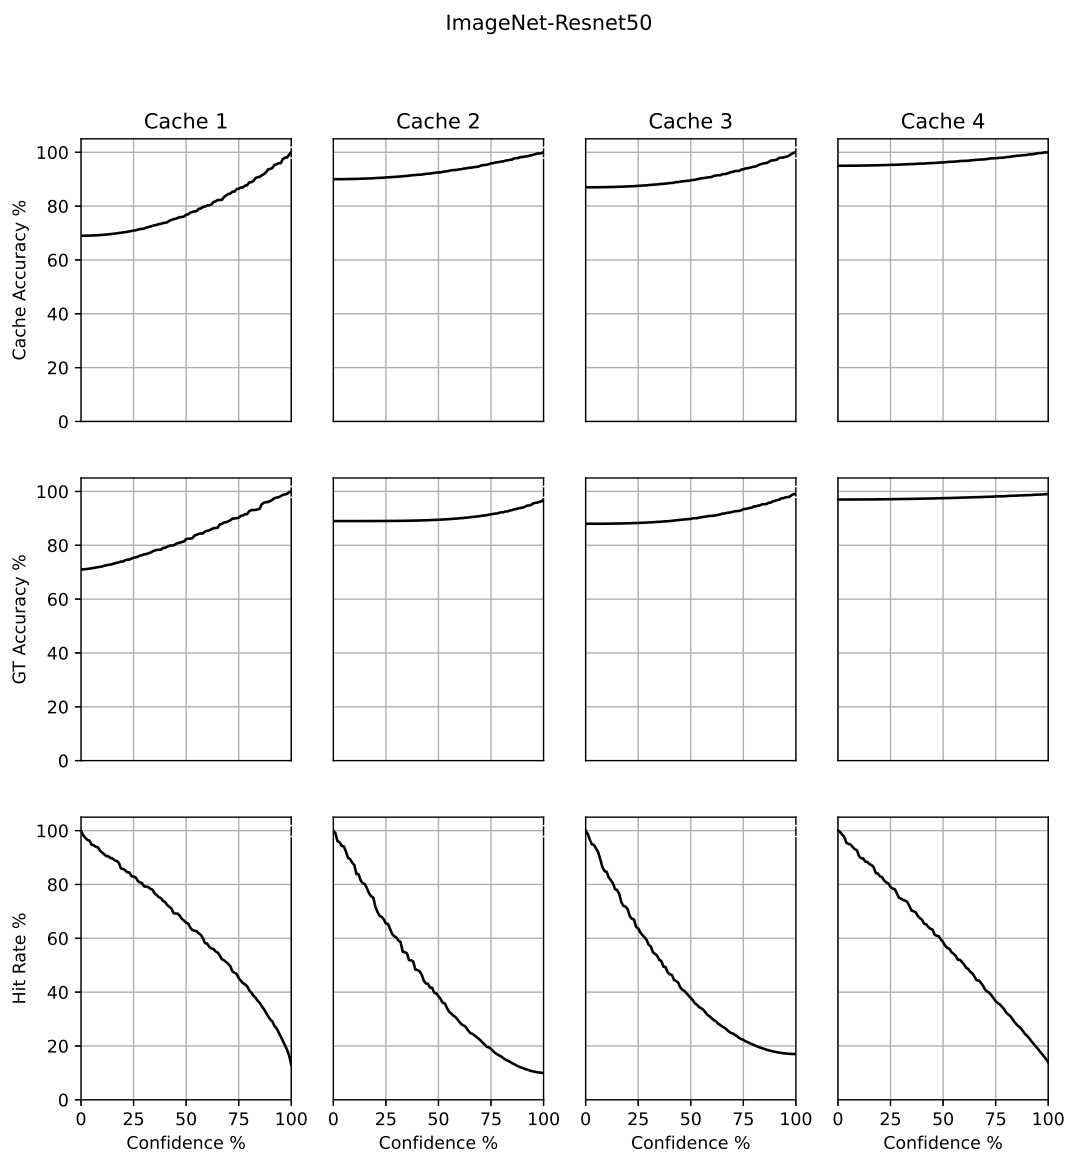 ImageNet-Resnet50
Cache 1 Cache 2 Cache 3 Cache 4
Cache Accuracy %
100
80
60
40
20
0
GT Accuracy %
100
80
60
40
20
0
Hit Rate %
100
80
60
40
20
0
0 25 50 75 100 0 25 50 75 100 0 25 50 75 100 0 25 50 75 100
Confidence % Confidence % Confidence % Confidence %